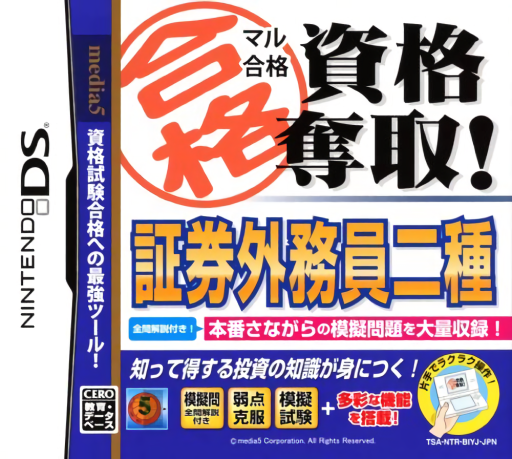 NINTENDO DS
media5
資格試験合格への最強ツール!
CERO
教育・
データ
ベース
合格
マル
合格
資格
奪取!
証券外務員二種
全問解説付き!
本番さながらの模擬問題を大量収録!
知って得する投資の知識が身につく!
5
模擬問
全問解説
付き
弱点
克服
模擬
試験
+
多彩な機能
を搭載!
片手でラクラク操作!
資格
奪取!
© media5 Corporation. All Rights Reserved.
TSA-NTR-BIYJ-JPN